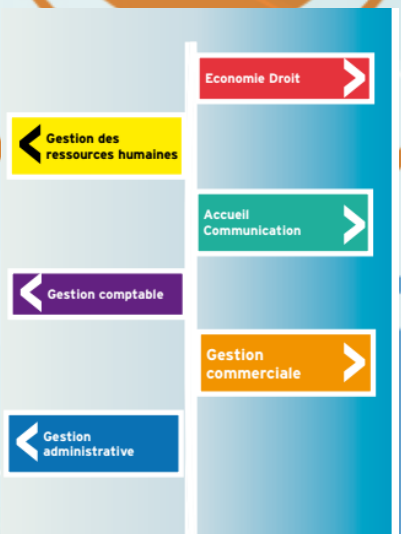 Economie Droit
Gestion des
ressources humaines
Accueil
Communication
Gestion comptable
Gestion
commerciale
Gestion
administrative